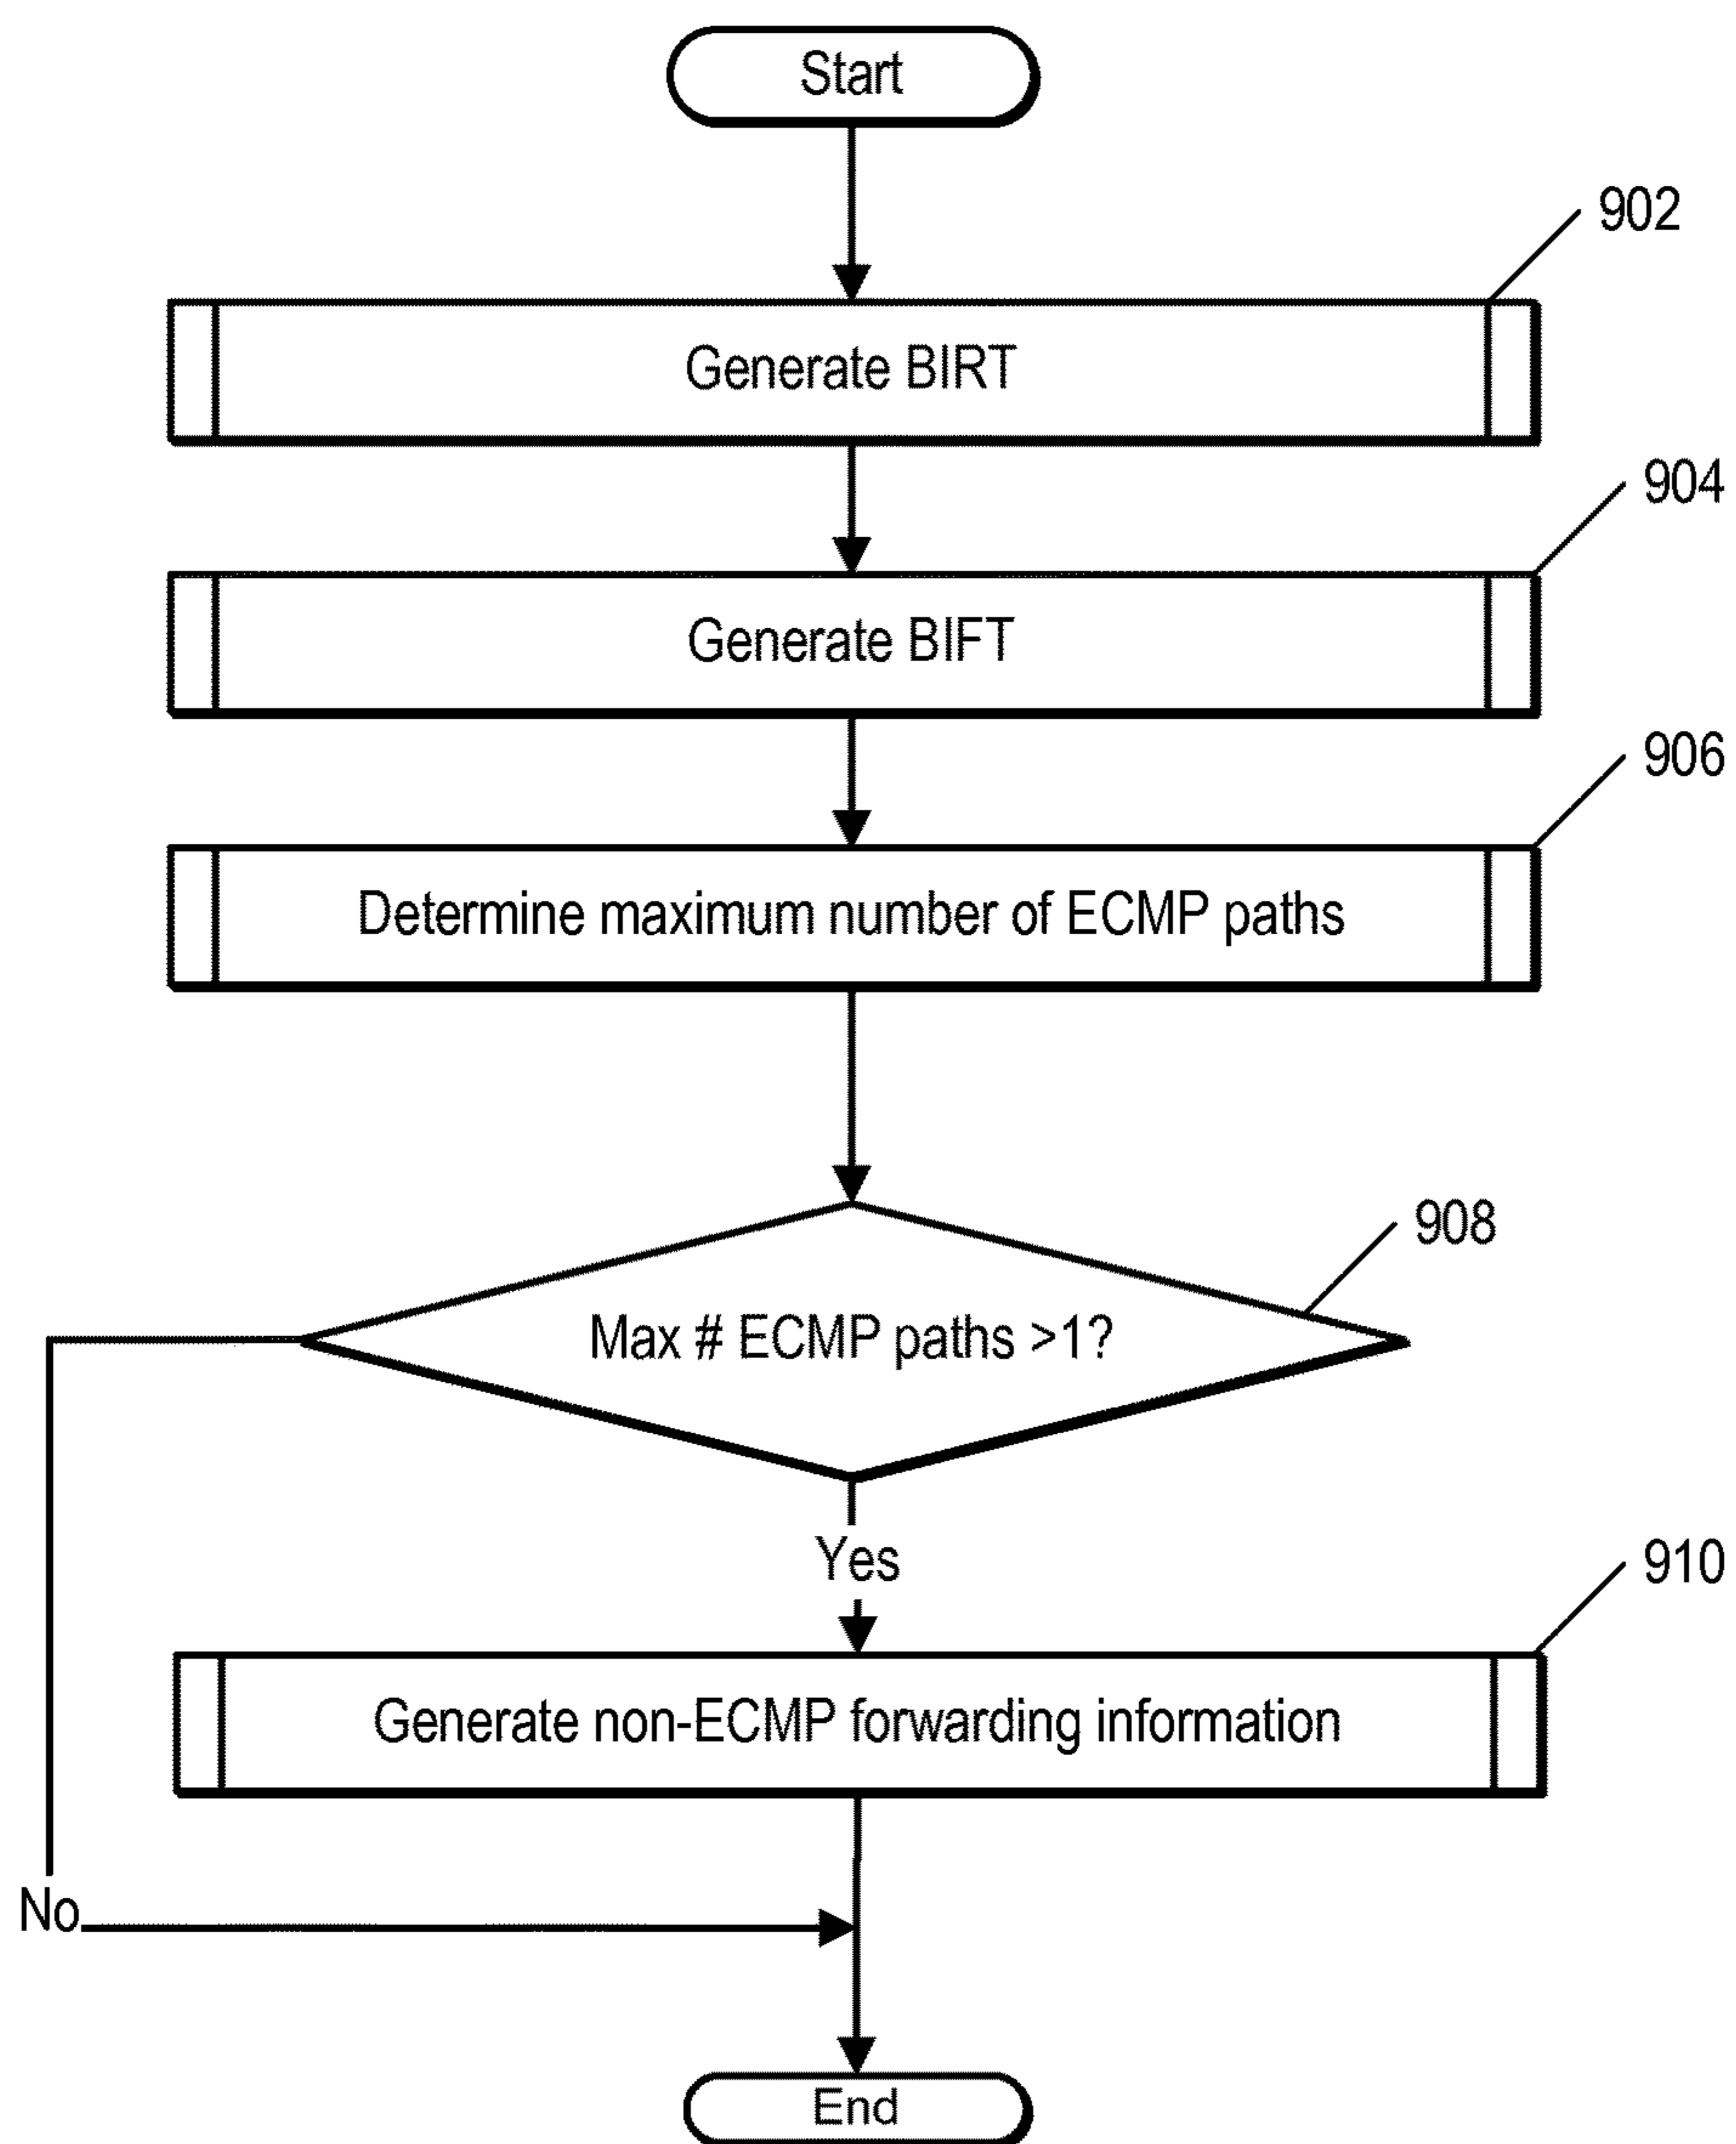 Start
902
Generate BIRT
904
Generate BIFT
906
Determine maximum number of ECMP paths
908
Max # ECMP paths >1?
Yes
910
Generate non-ECMP forwarding information
No
End